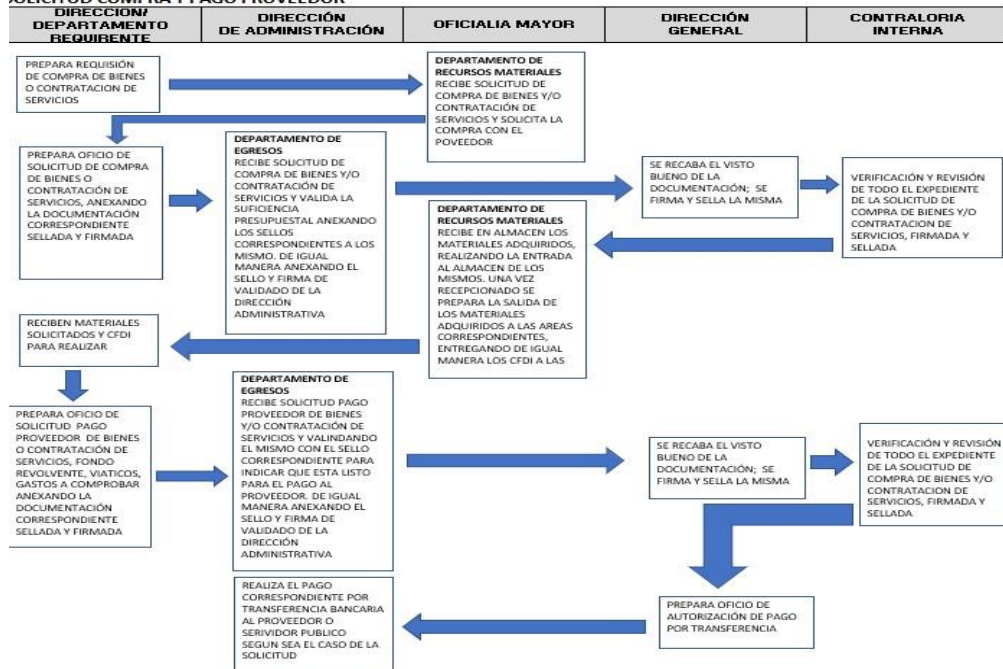 SOLICITUD COMPRA Y PAGO PROVEEDOR
DIRECCION/
DEPARTAMENTO
REQUIRENTE
DIRECCIÓN
DE ADMINISTRACIÓN
OFICIALIA MAYOR
DIRECCIÓN
GENERAL
CONTRALORIA
INTERNA
PREPARA REQUISIÓN
DE COMPRA DE BIENES
O CONTRATACION DE
SERVICIOS
DEPARTAMENTO DE
RECURSOS MATERIALES
RECIBE SOLICITUD DE
COMPRA DE BIENES Y/O
CONTRATACIÓN DE
SERVICIOS Y SOLICITA LA
COMPRA CON EL
POVEEDOR
PREPARA OFICIO DE
SOLICITUD DE COMPRA
DE BIENES O
CONTRATACIÓN DE
SERVICIOS, ANEXANDO
LA DOCUMENTACIÓN
CORRESPONDIENTE
SELLADA Y FIRMADA
DEPARTAMENTO DE
EGRESOS
RECIBE SOLICITUD DE
COMPRA DE BIENES Y/O
CONTRATACIÓN DE
SERVICIOS Y VALIDA LA
SUFICIENCIA
PRESUPUESTAL ANEXANDO
LOS SELLOS
CORRESPONDIENTES A LOS
MISMO. DE IGUAL
MANERA ANEXANDO EL
SELLO Y FIRMA DE
VALIDADO DE LA
DIRECCIÓN
ADMINISTRATIVA
SE RECABA EL VISTO
BUENO DE LA
DOCUMENTACIÓN; SE
FIRMA Y SELLA LA MISMA
VERIFICACIÓN Y REVISIÓN
DE TODO EL EXPEDIENTE
DE LA SOLICITUD DE
COMPRA DE BIENES Y/O
CONTRATACION DE
SERVICIOS, FIRMADA Y
SELLADA
DEPARTAMENTO DE
RECURSOS MATERIALES
RECIBE EN ALMACEN LOS
MATERIALES ADQUIRIDOS,
REALIZANDO LA ENTRADA
AL ALMACEN DE LOS
MISMOS. UNA VEZ
RECEPCIONADO SE
PREPARA LA SALIDA DE
LOS MATERIALES
ADQUIRIDOS A LAS AREAS
CORRESPONDIENTES,
ENTREGANDO DE IGUAL
MANERA LOS CFDI A LAS
RECIBEN MATERIALES
SOLICITADOS Y CFDI
PARA REALIZAR
PREPARA OFICIO DE
SOLICITUD PAGO
PROVEEDOR DE BIENES
O CONTRATACIÓN DE
SERVICIOS, FONDO
REVOLVENTE, VIATICOS,
GASTOS A COMPROBAR
ANEXANDO LA
DOCUMENTACIÓN
CORRESPONDIENTE
SELLADA Y FIRMADA
DEPARTAMENTO DE
EGRESOS
RECIBE SOLICITUD PAGO
PROVEEDOR DE BIENES
Y/O CONTRATACIÓN DE
SERVICIOS Y VALINDANDO
EL MISMO CON EL SELLO
CORRESPONDIENTE PARA
INDICAR QUE ESTA LISTO
PARA EL PAGO AL
PROVEEDOR. DE IGUAL
MANERA ANEXANDO EL
SELLO Y FIRMA DE
VALIDADO DE LA
DIRECCIÓN
ADMINISTRATIVA
SE RECABA EL VISTO
BUENO DE LA
DOCUMENTACIÓN; SE
FIRMA Y SELLA LA MISMA
VERIFICACIÓN Y REVISIÓN
DE TODO EL EXPEDIENTE
DE LA SOLICITUD DE
COMPRA DE BIENES Y/O
CONTRATACION DE
SERVICIOS, FIRMADA Y
SELLADA
PREPARA OFICIO DE
AUTORIZACIÓN DE PAGO
POR TRANSFERENCIA
REALIZA EL PAGO
CORRESPONDIENTE POR
TRANSFERENCIA BANCARIA
AL PROVEEDOR O
SERIVIDOR PUBLICO
SEGUN SEA EL CASO DE LA
SOLICITUD